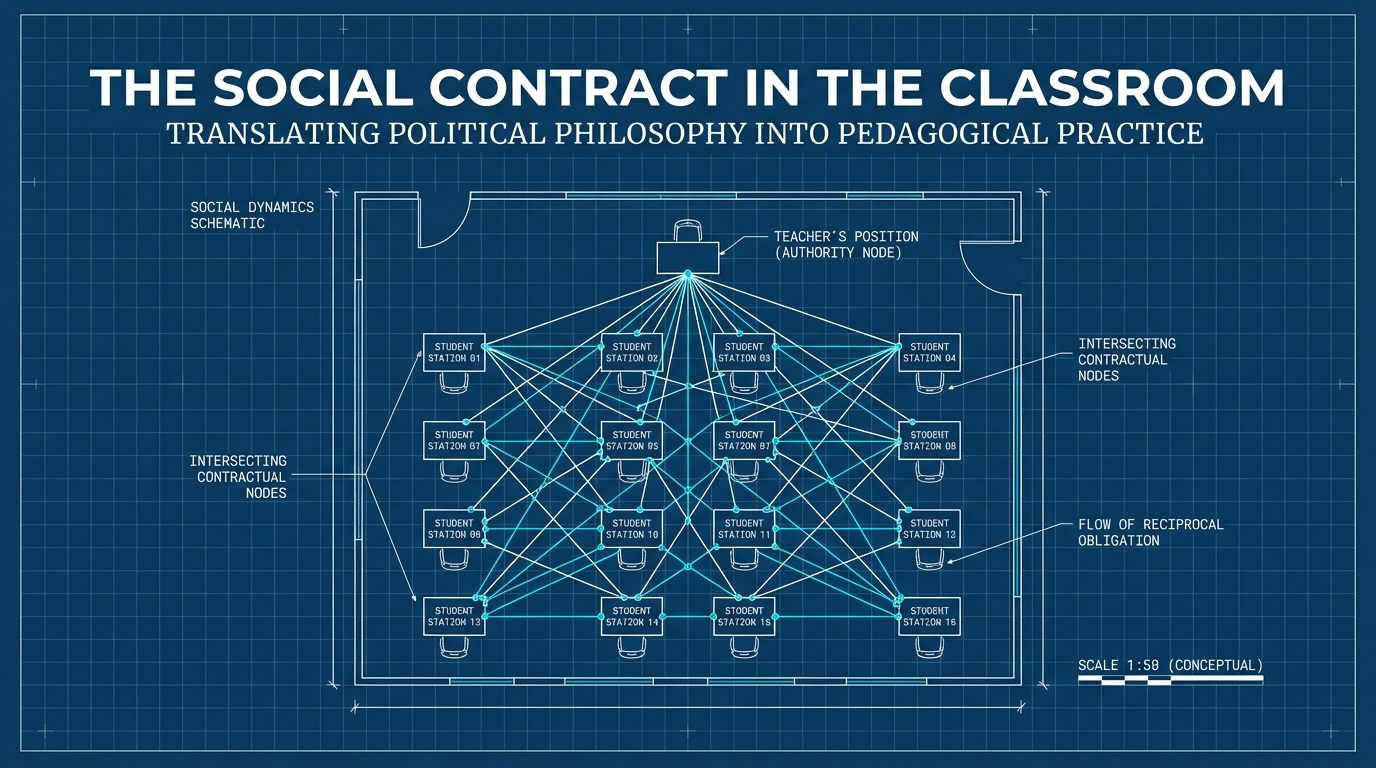 THE SOCIAL CONTRACT IN THE CLASSROOM
TRANSLATING POLITICAL PHILOSOPHY INTO PEDAGOGICAL PRACTICE
SOCIAL DYNAMICS
SCHEMATIC
TEACHER'S POSITION
(AUTHORITY NODE)
STUDENT
STATION 01
STUDENT
STATION 02
STUDENT
STATION 03
STUDENT
STATION 04
INTERSECTING
CONTRACTUAL
NODES
STUDENT
STUDENT
STUDENT
STATION 07
INTERSECTING
CONTRACTUAL
NODES
STUDENT
STUDENT
STATION 10
STUDENT
STATION 11
STUDENT
STATION 12
FLOW OF RECIPROCAL
OBLIGATION
STUDENT
STUDENT
SCALE 1:50 (CONCEPTUAL)